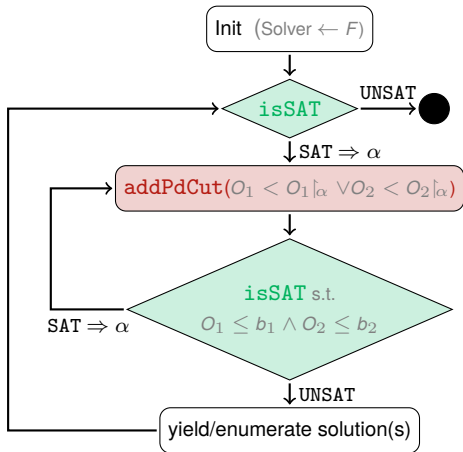 Init (Solver ← F)
UNSAT
isSAT
SAT ⇒ α
addPdCut(O₁ < O₁↾α ∨O₂ < O₂↾α)
isSAT s.t.
O₁ ≤ b₁ ∧ O₂ ≤ b₂
SAT ⇒ α
UNSAT
yield/enumerate solution(s)